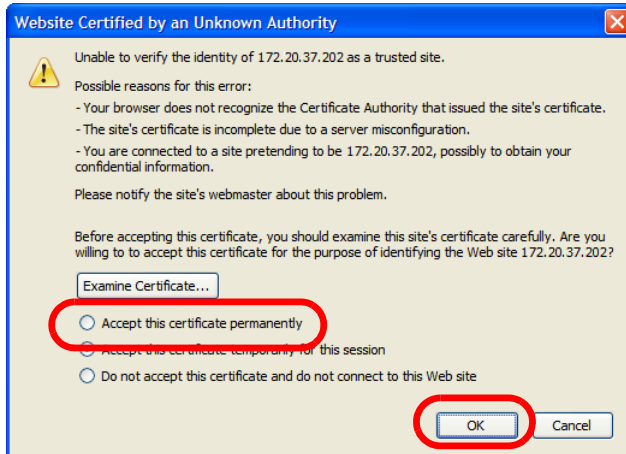 Website Certified by an Unknown Authority
Unable to verify the identity of 172.20.37.202 as a trusted site.
Possible reasons for this error:
- Your browser does not recognize the Certificate Authority that issued the site's certificate.
- The site's certificate is incomplete due to a server misconfiguration.
- You are connected to a site pretending to be 172.20.37.202, possibly to obtain your
confidential information.
Please notify the site's webmaster about this problem.
Before accepting this certificate, you should examine this site's certificate carefully. Are you
willing to to accept this certificate for the purpose of identifying the Web site 172.20.37.202?
Examine Certificate...
Accept this certificate permanently
Accept this certificate temporarily for this session
Do not accept this certificate and do not connect to this Web site
OK
Cancel